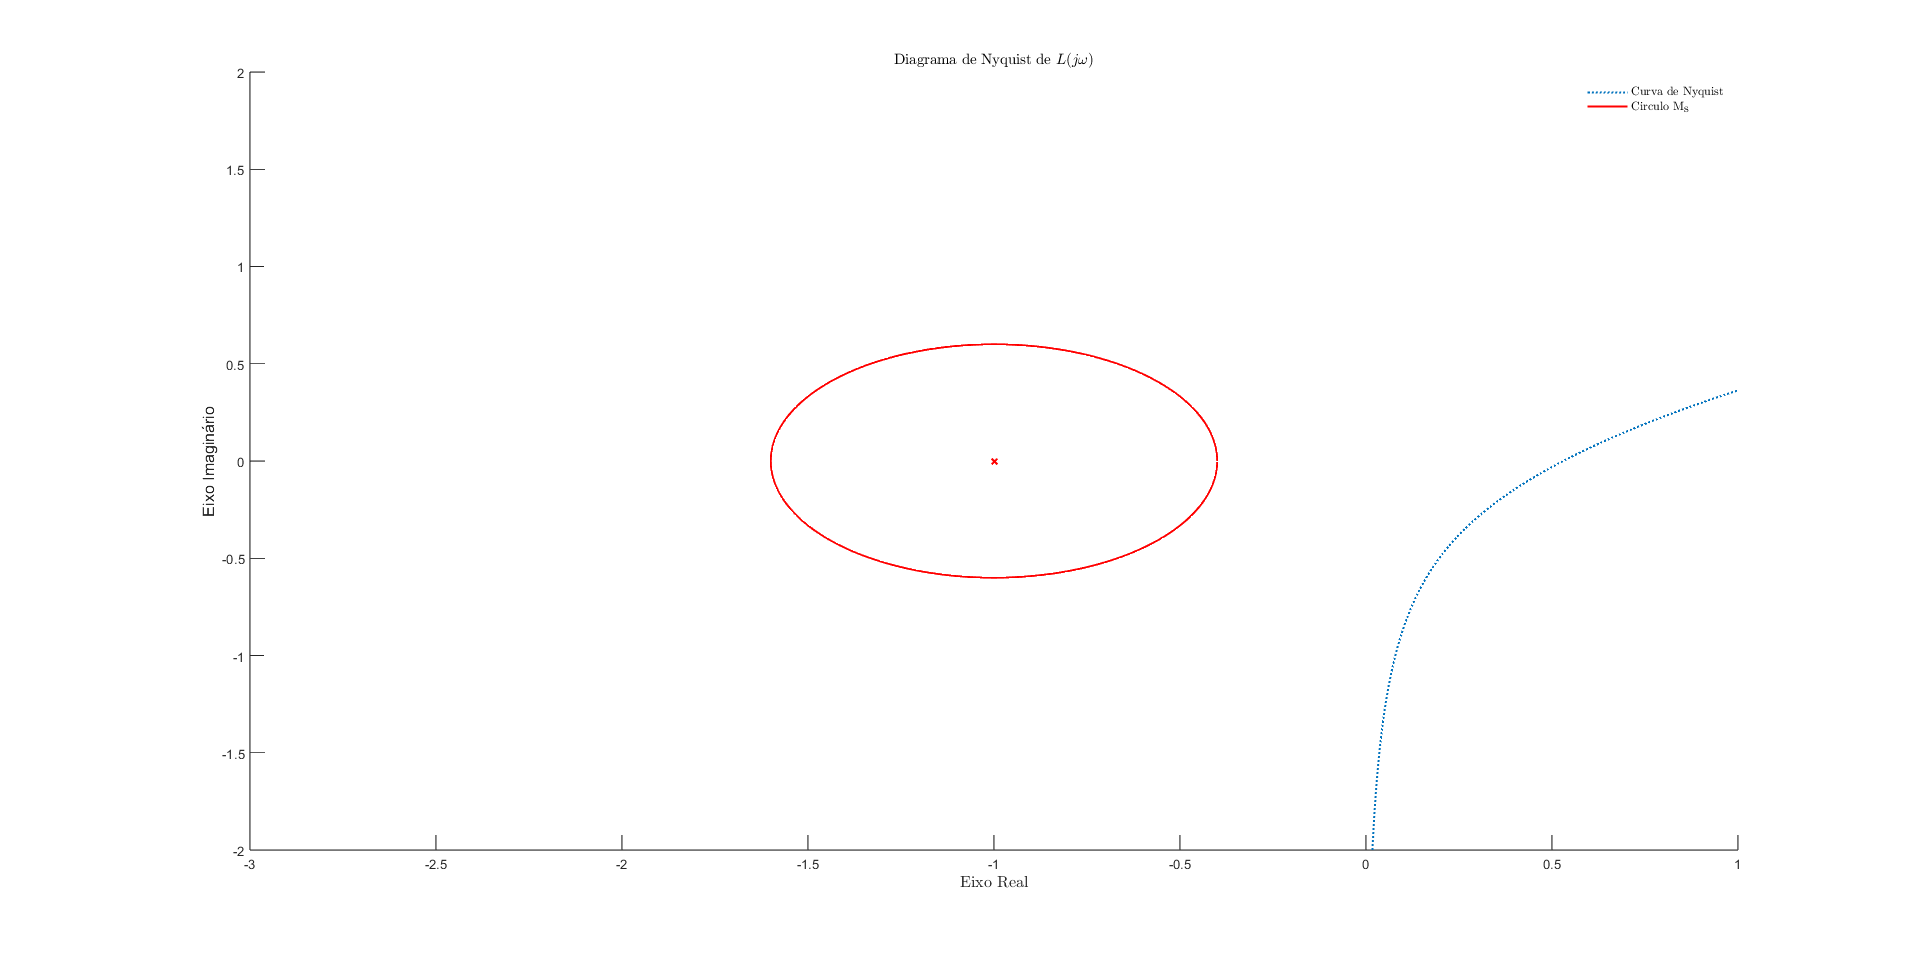 Diagrama de Nyquist de L(jω)
Curva de Nyquist
Circulo Ms
2
1.5
1
0.5
0
-0.5
-1
-1.5
-2
Eixo Imaginário
-3 -2.5 -2 -1.5 -1 -0.5 0 0.5 1
Eixo Real